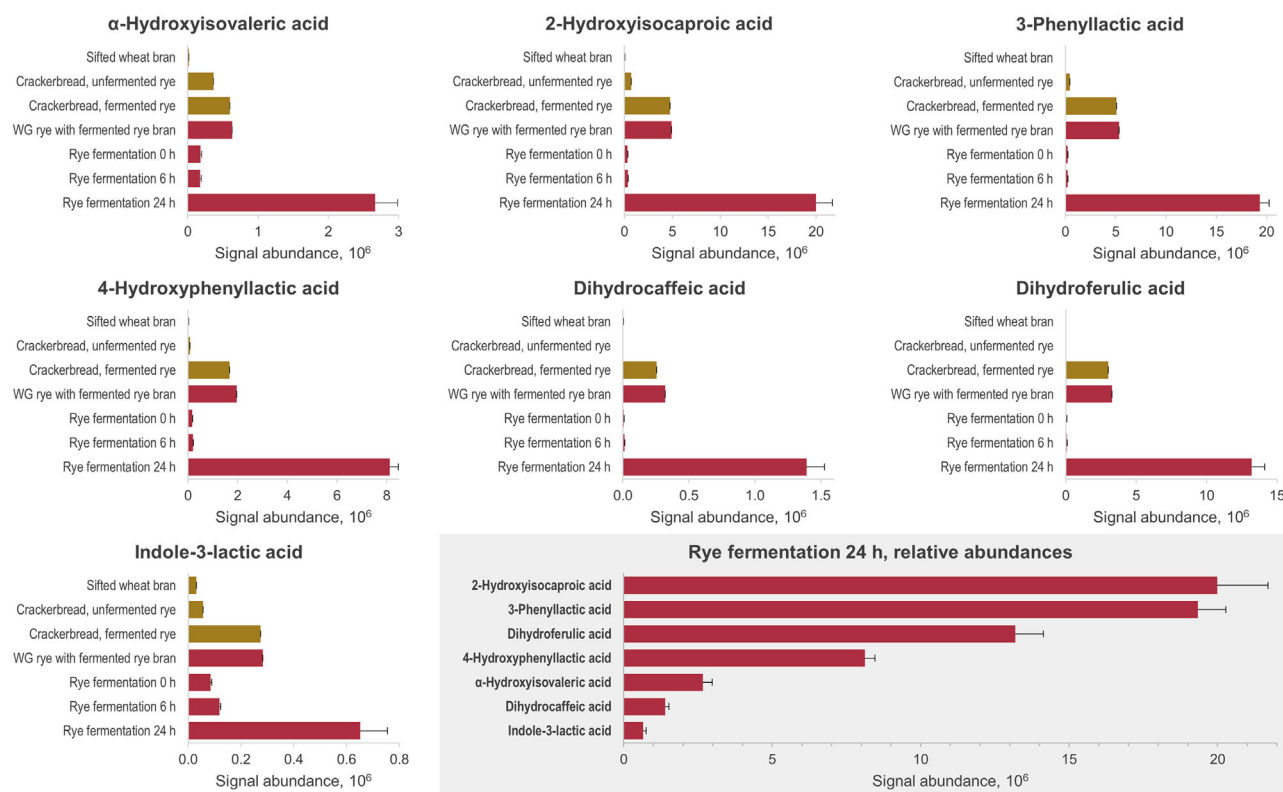 α-Hydroxyisovaleric acid
Sifted wheat bran
Crackerbread, unfermented rye
Crackerbread, fermented rye
WG rye with fermented rye bran
Rye fermentation 0 h
Rye fermentation 6 h
Rye fermentation 24 h
0 1 2 3
Signal abundance, 10⁶
2-Hydroxyisocaproic acid
Sifted wheat bran
Crackerbread, unfermented rye
Crackerbread, fermented rye
WG rye with fermented rye bran
Rye fermentation 0 h
Rye fermentation 6 h
Rye fermentation 24 h
0 5 10 15 20
Signal abundance, 10⁶
3-Phenyllactic acid
Sifted wheat bran
Crackerbread, unfermented rye
Crackerbread, fermented rye
WG rye with fermented rye bran
Rye fermentation 0 h
Rye fermentation 6 h
Rye fermentation 24 h
0 5 10 15 20
Signal abundance, 10⁶
4-Hydroxyphenyllactic acid
Sifted wheat bran
Crackerbread, unfermented rye
Crackerbread, fermented rye
WG rye with fermented rye bran
Rye fermentation 0 h
Rye fermentation 6 h
Rye fermentation 24 h
0 2 4 6 8
Signal abundance, 10⁶
Dihydrocaffeic acid
Sifted wheat bran
Crackerbread, unfermented rye
Crackerbread, fermented rye
WG rye with fermented rye bran
Rye fermentation 0 h
Rye fermentation 6 h
Rye fermentation 24 h
0.0 0.5 1.0 1.5
Signal abundance, 10⁶
Dihydroferulic acid
Sifted wheat bran
Crackerbread, unfermented rye
Crackerbread, fermented rye
WG rye with fermented rye bran
Rye fermentation 0 h
Rye fermentation 6 h
Rye fermentation 24 h
0 5 10 15
Signal abundance, 10⁶
Indole-3-lactic acid
Sifted wheat bran
Crackerbread, unfermented rye
Crackerbread, fermented rye
WG rye with fermented rye bran
Rye fermentation 0 h
Rye fermentation 6 h
Rye fermentation 24 h
0.0 0.2 0.4 0.6 0.8
Signal abundance, 10⁶
Rye fermentation 24 h, relative abundances
2-Hydroxyisocaproic acid
3-Phenyllactic acid
Dihydroferulic acid
4-Hydroxyphenyllactic acid
α-Hydroxyisovaleric acid
Dihydrocaffeic acid
Indole-3-lactic acid
0 5 10 15 20
Signal abundance, 10⁶